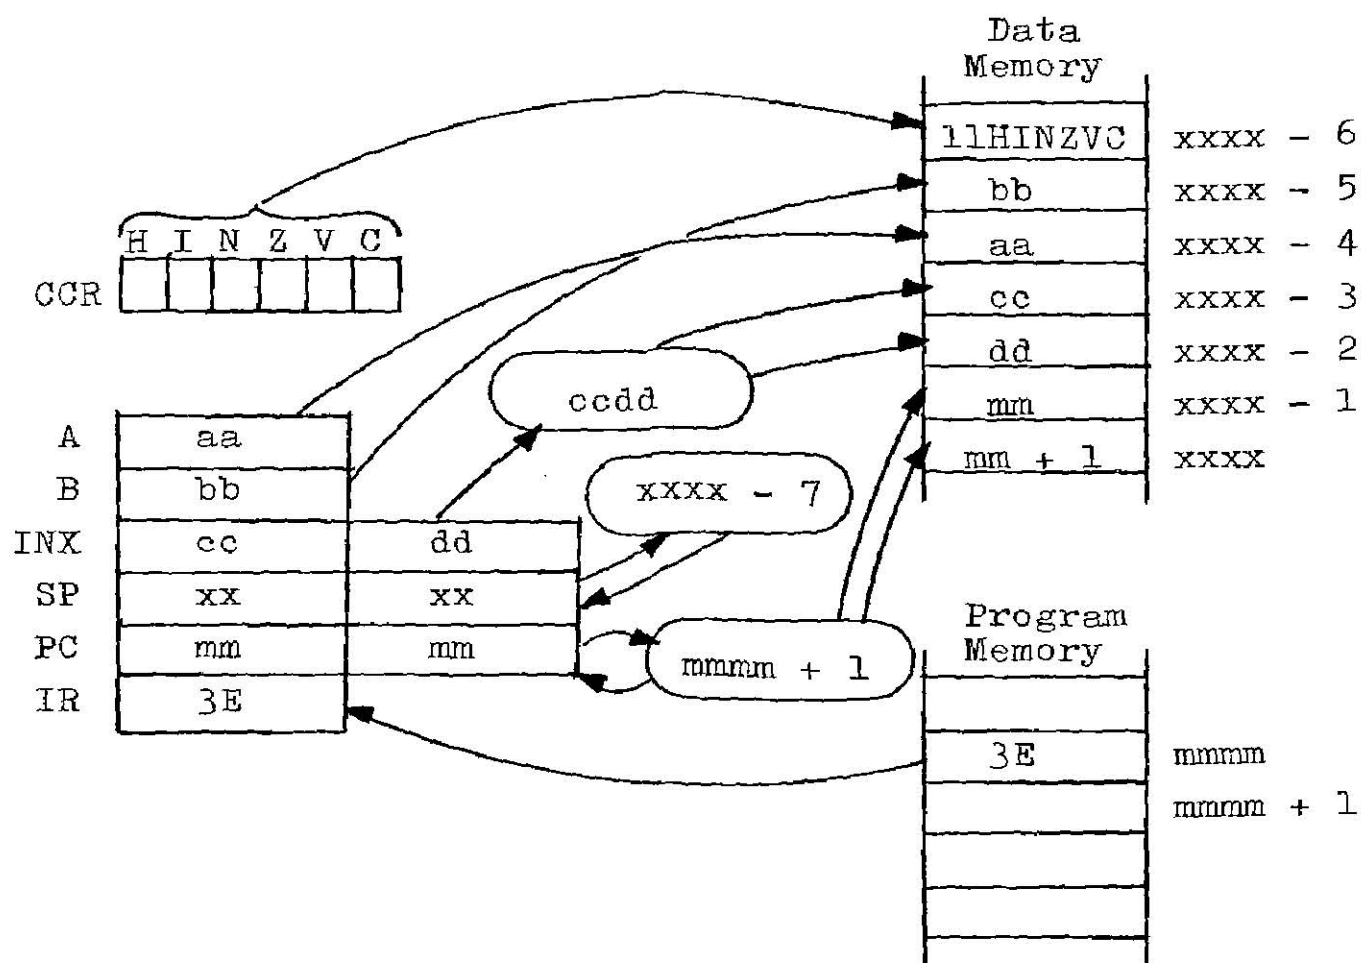 Data
Memory
11HINZVC xxxx - 6
bb xxxx - 5
aa xxxx - 4
cc xxxx - 3
dd xxxx - 2
mm xxxx - 1
mm + 1 xxxx
H I N Z V C
CCR
ccdd
xxxx - 7
mmmm + 1
A aa
B bb
INX cc dd
SP xx xx
PC mm mm
IR 3E
Program
Memory
3E mmmm
mmmm + 1